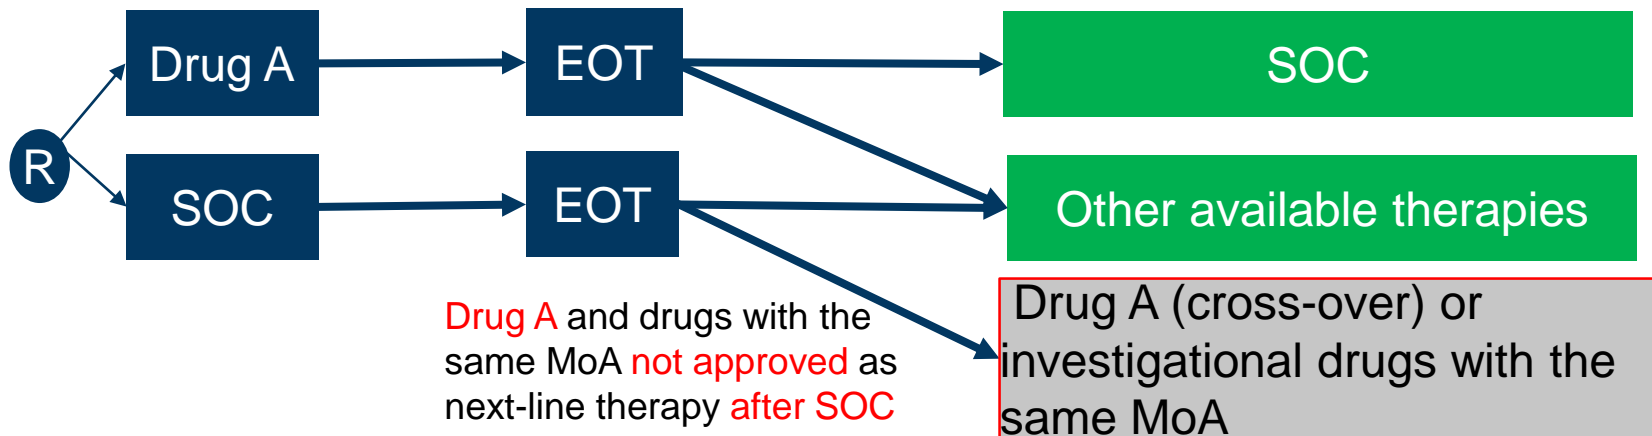 Drug A
EOT
SOC
R
SOC
EOT
Other available therapies
Drug A and drugs with the
same MoA not approved as
next-line therapy after SOC
Drug A (cross-over) or
investigational drugs with the
same MoA